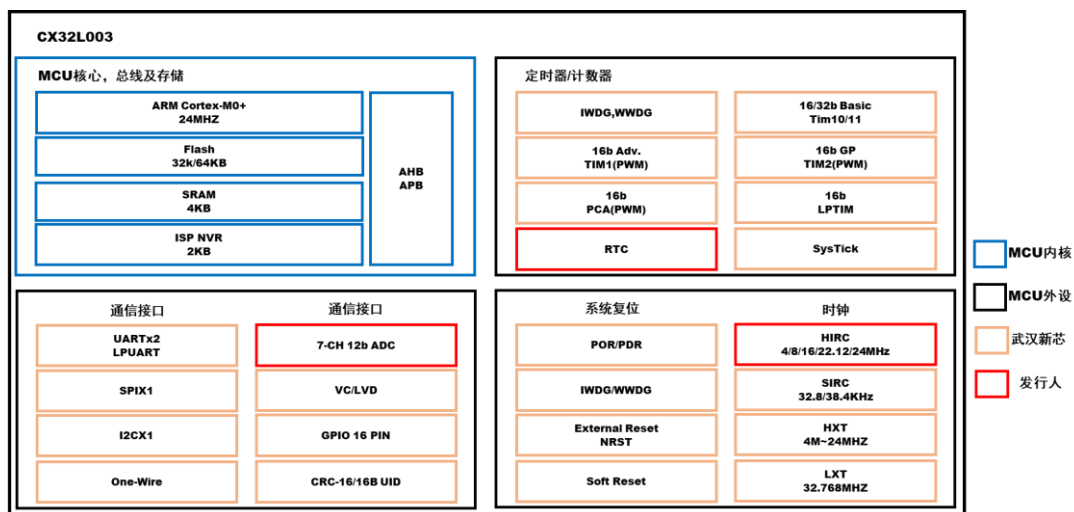 CX32L003
MCU核心，总线及存储
ARM Cortex-M0+
24MHZ
Flash
32k/64KB
SRAM
4KB
ISP NVR
2KB
AHB
APB
定时器/计数器
IWDG,WWDG
16/32b Basic
Tim10/11
16b Adv.
TIM1(PWM)
16b GP
TIM2(PWM)
16b
PCA(PWM)
16b
LPTIM
RTC
SysTick
通信接口
通信接口
UARTx2
LPUART
7-CH 12b ADC
SPIX1
VC/LVD
I2CX1
GPIO 16 PIN
One-Wire
CRC-16/16B UID
系统复位
时钟
POR/PDR
HIRC
4/8/16/22.12/24MHz
IWDG/WWDG
SIRC
32.8/38.4KHz
External Reset
NRST
HXT
4M~24MHZ
Soft Reset
LXT
32.768MHZ
MCU内核
MCU外设
武汉新芯
发行人